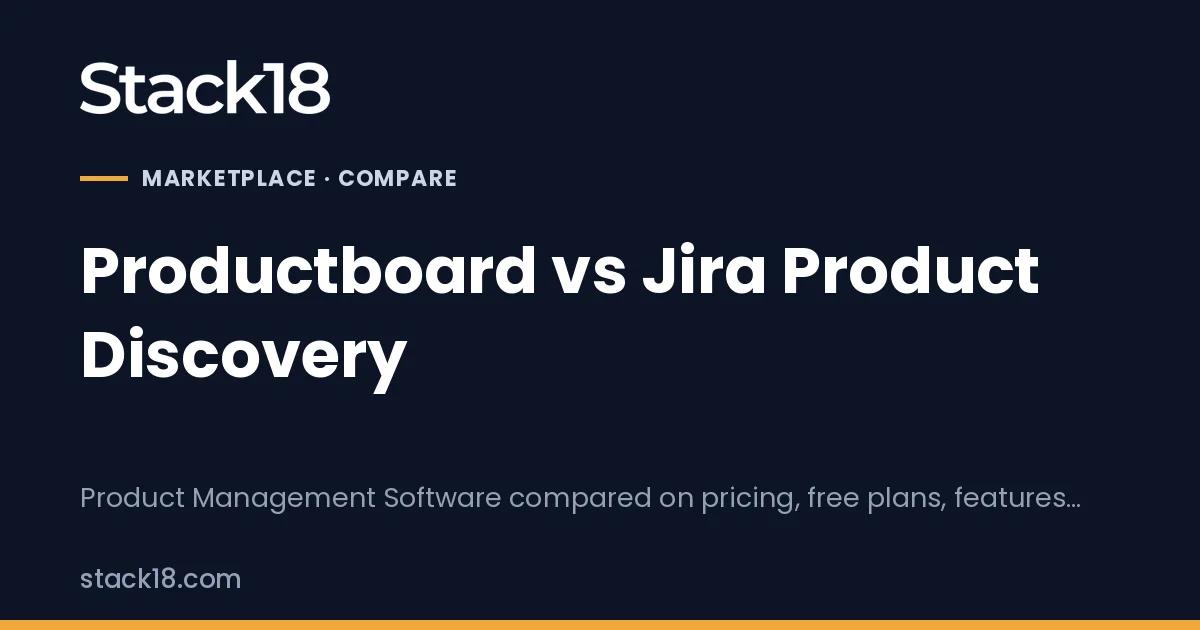 Stack18
MARKETPLACE · COMPARE
Productboard vs Jira Product
Discovery
Product Management Software compared on pricing, free plans, features…
stack18.com